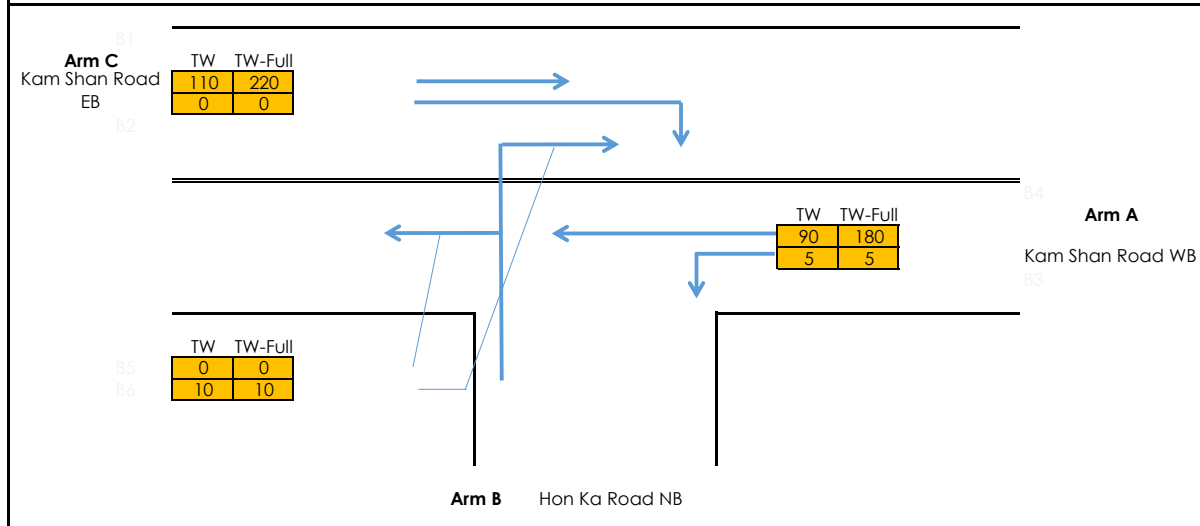 B1
Arm C
Kam Shan Road
EB
TW TW-Full
110 220
0 0
B2
B4
Arm A
Kam Shan Road WB
B3
TW TW-Full
90 180
5 5
TW TW-Full
B5 0 0
B6 10 10
Arm B Hon Ka Road NB